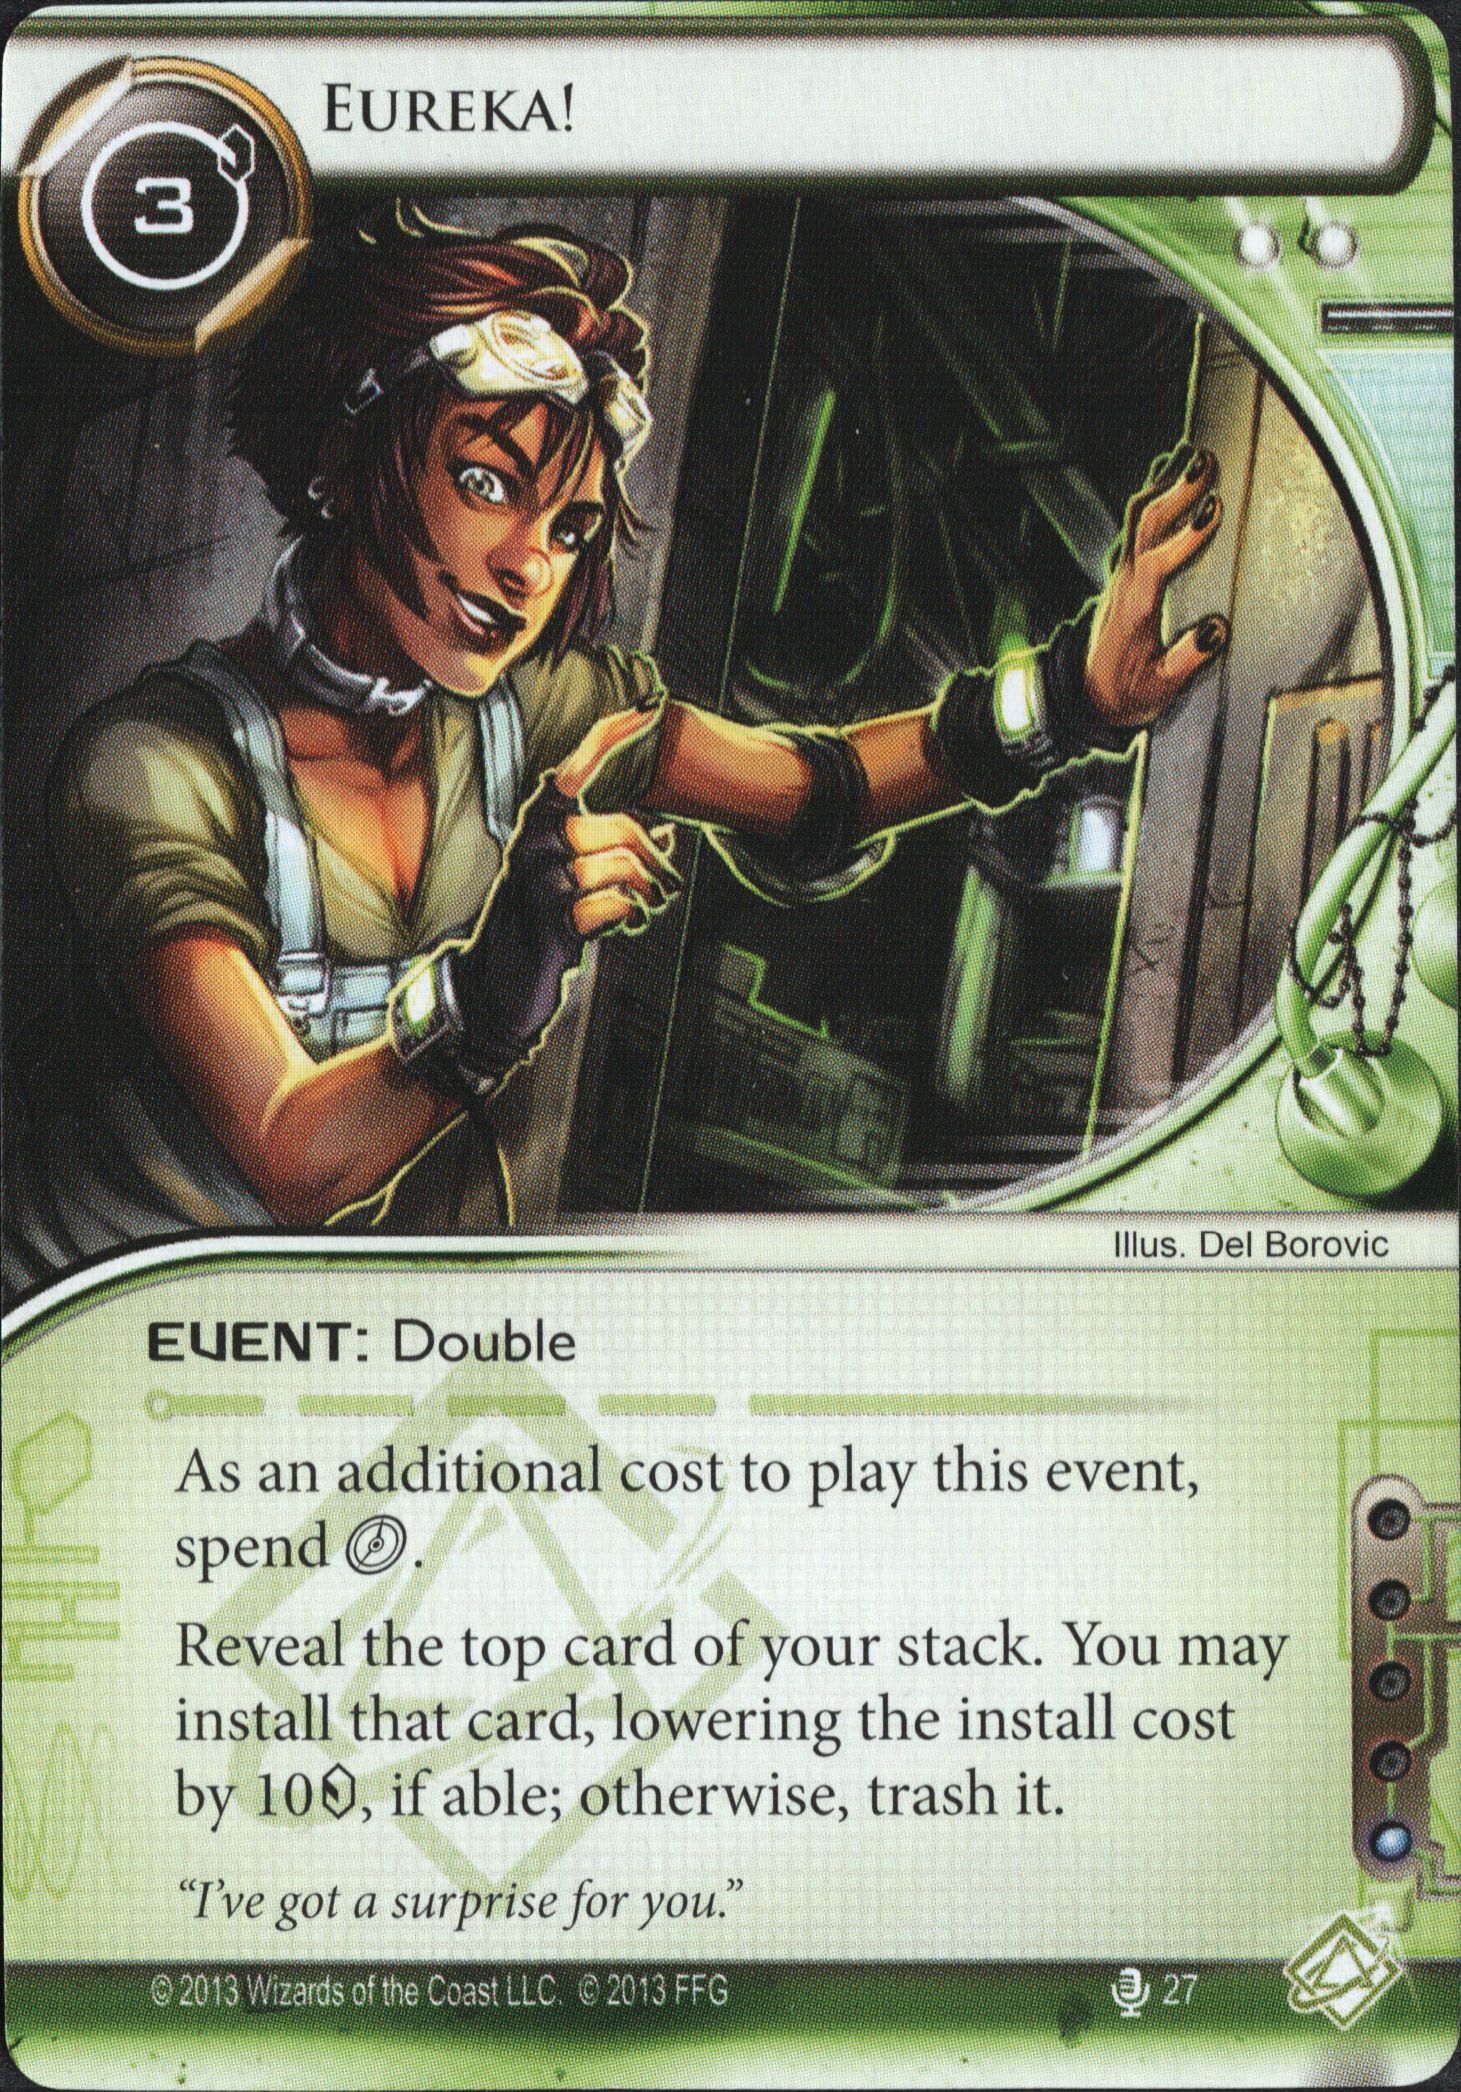 EUREKA!
3
Illus. Del Borovic
EVENT: Double
As an additional cost to play this event,
spend .
Reveal the top card of your stack. You may
install that card, lowering the install cost
by 10, if able; otherwise, trash it.
“I’ve got a surprise for you.”
© 2013 Wizards of the Coast LLC. © 2013 FFG 27